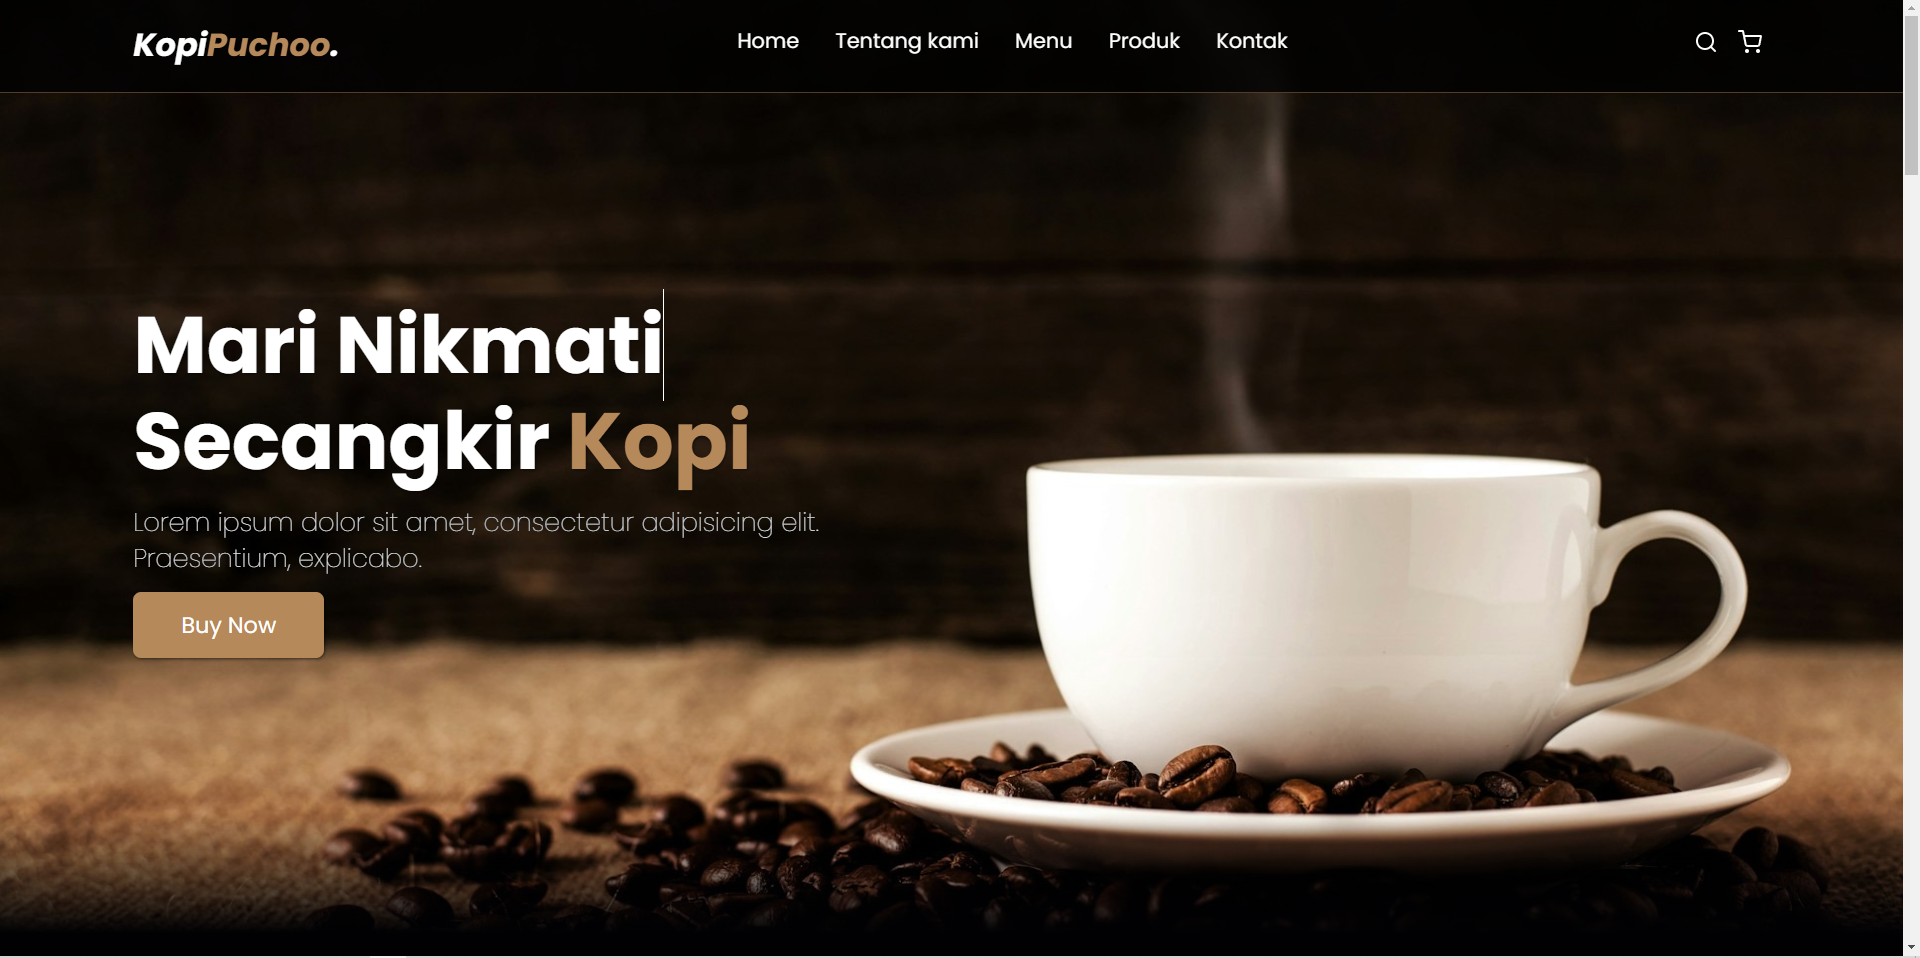 KopiPuchoo.
Home Tentang kami Menu Produk Kontak
Mari Nikmati
Secangkir Kopi
Lorem ipsum dolor sit amet, consectetur adipisicing elit.
Praesentium, explicabo.
Buy Now